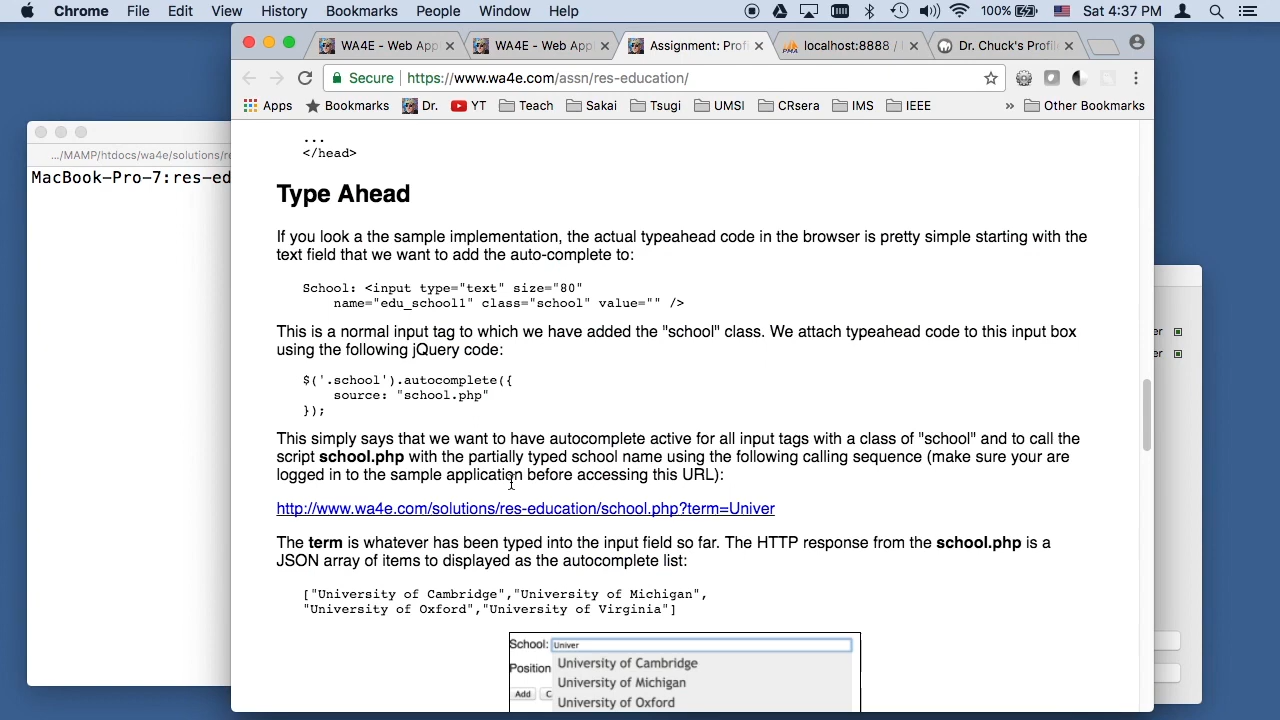 Chrome File Edit View History Bookmarks People Window Help 100% Sat 4:37 PM
WA4E - Web App WA4E - Web Appl Assignment: Profi localhost:8888 / l Dr. Chuck's Profile
Secure https://www.wa4e.com/assn/res-education/
Apps Bookmarks Dr. YT Teach Sakai Tsugi UMSI CRsera IMS IEEE » Other Bookmarks
.../MAMP/htdocs/wa4e/solutions/re
MacBook-Pro-7:res-ed
...
</head>
Type Ahead
If you look a the sample implementation, the actual typeahead code in the browser is pretty simple starting with the
text field that we want to add the auto-complete to:
School: <input type="text" size="80"
name="edu_school1" class="school" value="" />
This is a normal input tag to which we have added the "school" class. We attach typeahead code to this input box
using the following jQuery code:
$('.school').autocomplete({
source: "school.php"
});
This simply says that we want to have autocomplete active for all input tags with a class of "school" and to call the
script school.php with the partially typed school name using the following calling sequence (make sure your are
logged in to the sample application before accessing this URL):
http://www.wa4e.com/solutions/res-education/school.php?term=Univer
The term is whatever has been typed into the input field so far. The HTTP response from the school.php is a
JSON array of items to displayed as the autocomplete list:
["University of Cambridge","University of Michigan",
"University of Oxford","University of Virginia"]
School: Univer
University of Cambridge
Position
University of Michigan
Add C
University of Oxford
er
er